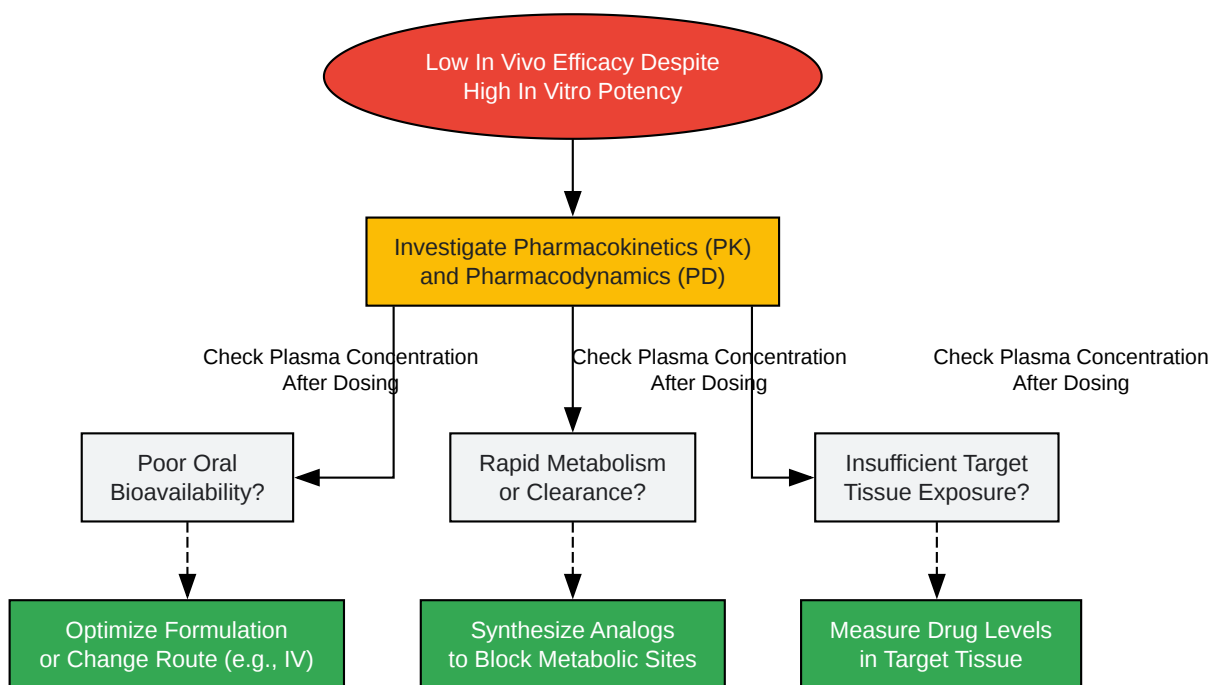 Low In Vivo Efficacy Despite
High In Vitro Potency
Investigate Pharmacokinetics (PK)
and Pharmacodynamics (PD)
Check Plasma Concentration
After Dosing
Check Plasma Concentration
After Dosing
Check Plasma Concentration
After Dosing
Poor Oral
Bioavailability?
Rapid Metabolism
or Clearance?
Insufficient Target
Tissue Exposure?
Optimize Formulation
or Change Route (e.g., IV)
Synthesize Analogs
to Block Metabolic Sites
Measure Drug Levels
in Target Tissue